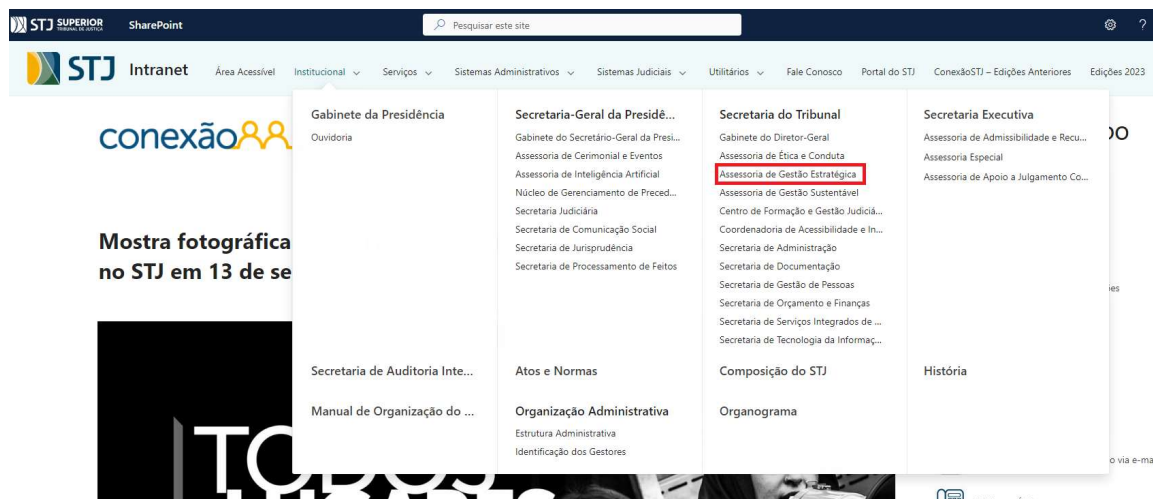 STJ SUPERIOR TRIBUNAL DE JUSTIÇA SharePoint Pesquisar este site ?
STJ Intranet Área Acessível Institucional Serviços Sistemas Administrativos Sistemas Judiciais Utilitários Fale Conosco Portal do STJ ConexãoSTJ – Edições Anteriores Edições 2023
conexão
Mostra fotográfica
no STJ em 13 de se
TODOS
Gabinete da Presidência
Ouvidoria
Secretaria-Geral da Presidê...
Gabinete do Secretário-Geral da Presi...
Assessoria de Cerimonial e Eventos
Assessoria de Inteligência Artificial
Núcleo de Gerenciamento de Preced...
Secretaria Judiciária
Secretaria de Comunicação Social
Secretaria de Jurisprudência
Secretaria de Processamento de Feitos
Secretaria do Tribunal
Gabinete do Diretor-Geral
Assessoria de Ética e Conduta
Assessoria de Gestão Estratégica
Assessoria de Gestão Sustentável
Centro de Formação e Gestão Judiciá...
Coordenadoria de Acessibilidade e In...
Secretaria de Administração
Secretaria de Documentação
Secretaria de Gestão de Pessoas
Secretaria de Orçamento e Finanças
Secretaria de Serviços Integrados de ...
Secretaria de Tecnologia da Informaç...
Secretaria Executiva
Assessoria de Admissibilidade e Recu...
Assessoria Especial
Assessoria de Apoio a Julgamento Co...
Secretaria de Auditoria Inte...
Atos e Normas
Composição do STJ
História
Manual de Organização do ...
Organização Administrativa
Estrutura Administrativa
Identificação dos Gestores
Organograma
po
o via e-ma